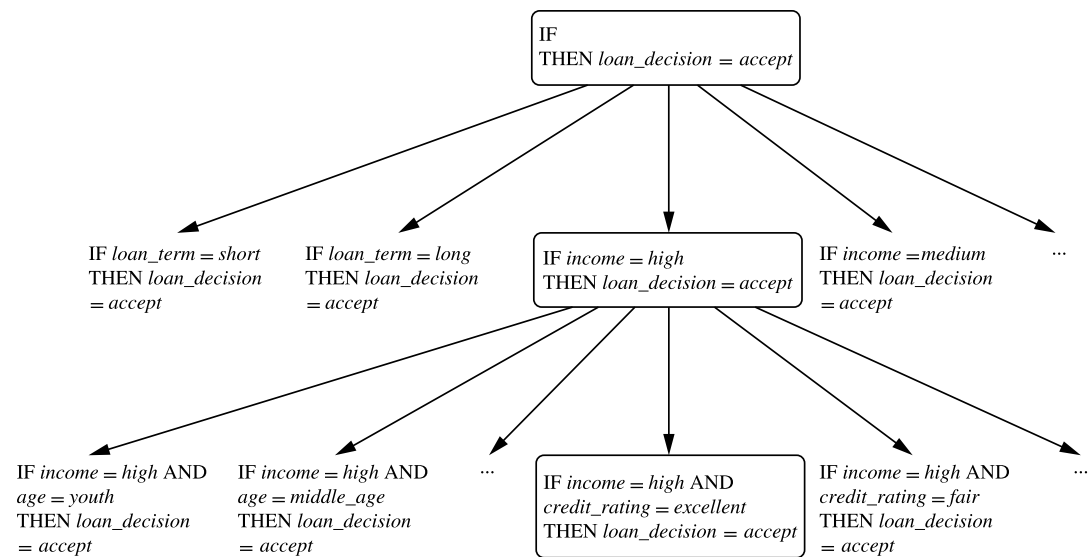 IF
THEN loan_decision = accept
IF loan_term = short
THEN loan_decision
= accept
IF loan_term = long
THEN loan_decision
= accept
IF income = high
THEN loan_decision = accept
IF income =medium
THEN loan_decision
= accept
...
IF income = high AND
age = youth
THEN loan_decision
= accept
IF income = high AND
age = middle_age
THEN loan_decision
= accept
...
IF income = high AND
credit_rating = excellent
THEN loan_decision = accept
IF income = high AND
credit_rating = fair
THEN loan_decision
= accept
...